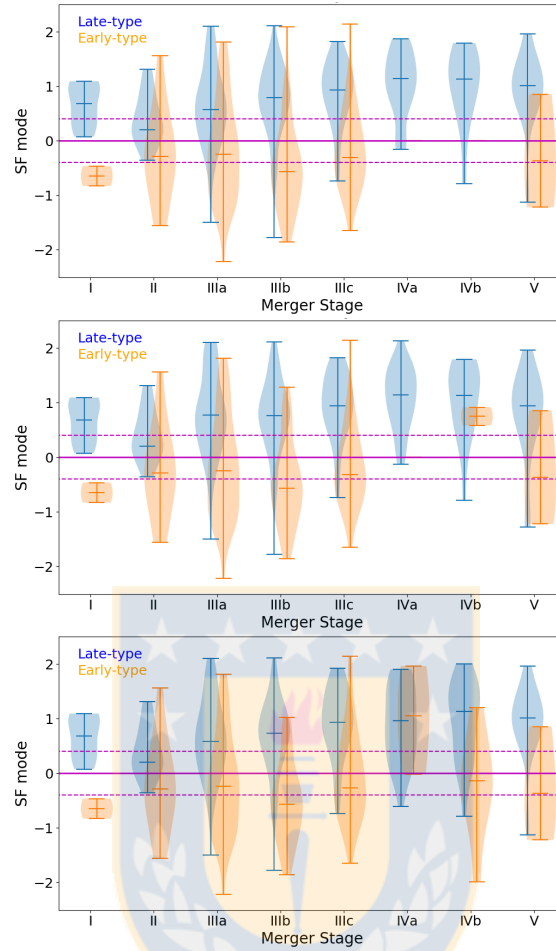 Late-type
Early-type
SF mode
2
1
0
−1
−2
I II IIIa IIIb IIIc IVa IVb V
Merger Stage
Late-type
Early-type
SF mode
2
1
0
−1
−2
I II IIIa IIIb IIIc IVa IVb V
Merger Stage
Late-type
Early-type
SF mode
2
1
0
−1
−2
I II IIIa IIIb IIIc IVa IVb V
Merger Stage